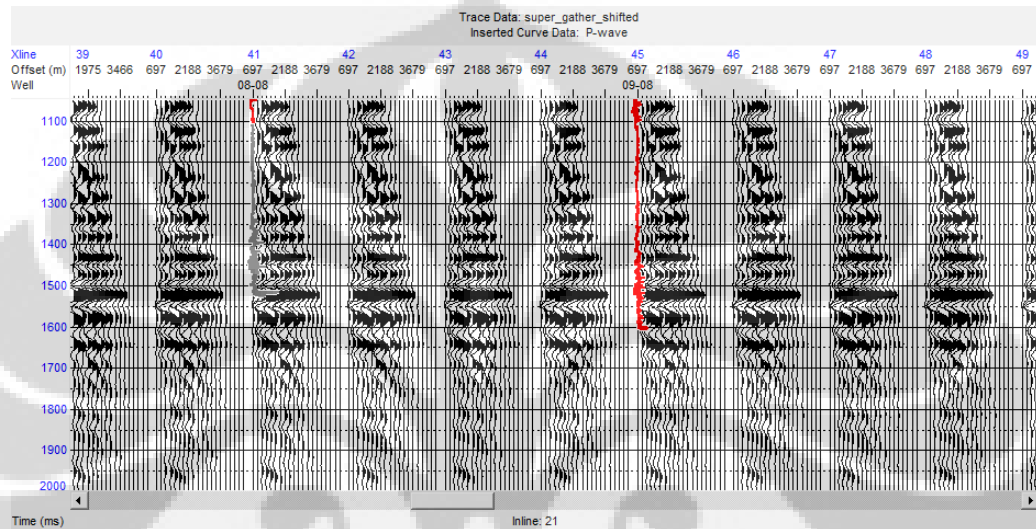 Trace Data: super_gather_shifted
Inserted Curve Data: P-wave
Xline 39 40 41 42 43 44 45 46 47 48 49
Offset (m) 1975 3466 697 2188 3679 697 2188 3679 697 2188 3679 697 2188 3679 697 2188 3679 697 2188 3679 697 2188 3679 697 2188 3679 697 2188 3679 697
Well 08-08 09-08
1100
1200
1300
1400
1500
1600
1700
1800
1900
2000
Time (ms) Inline: 21